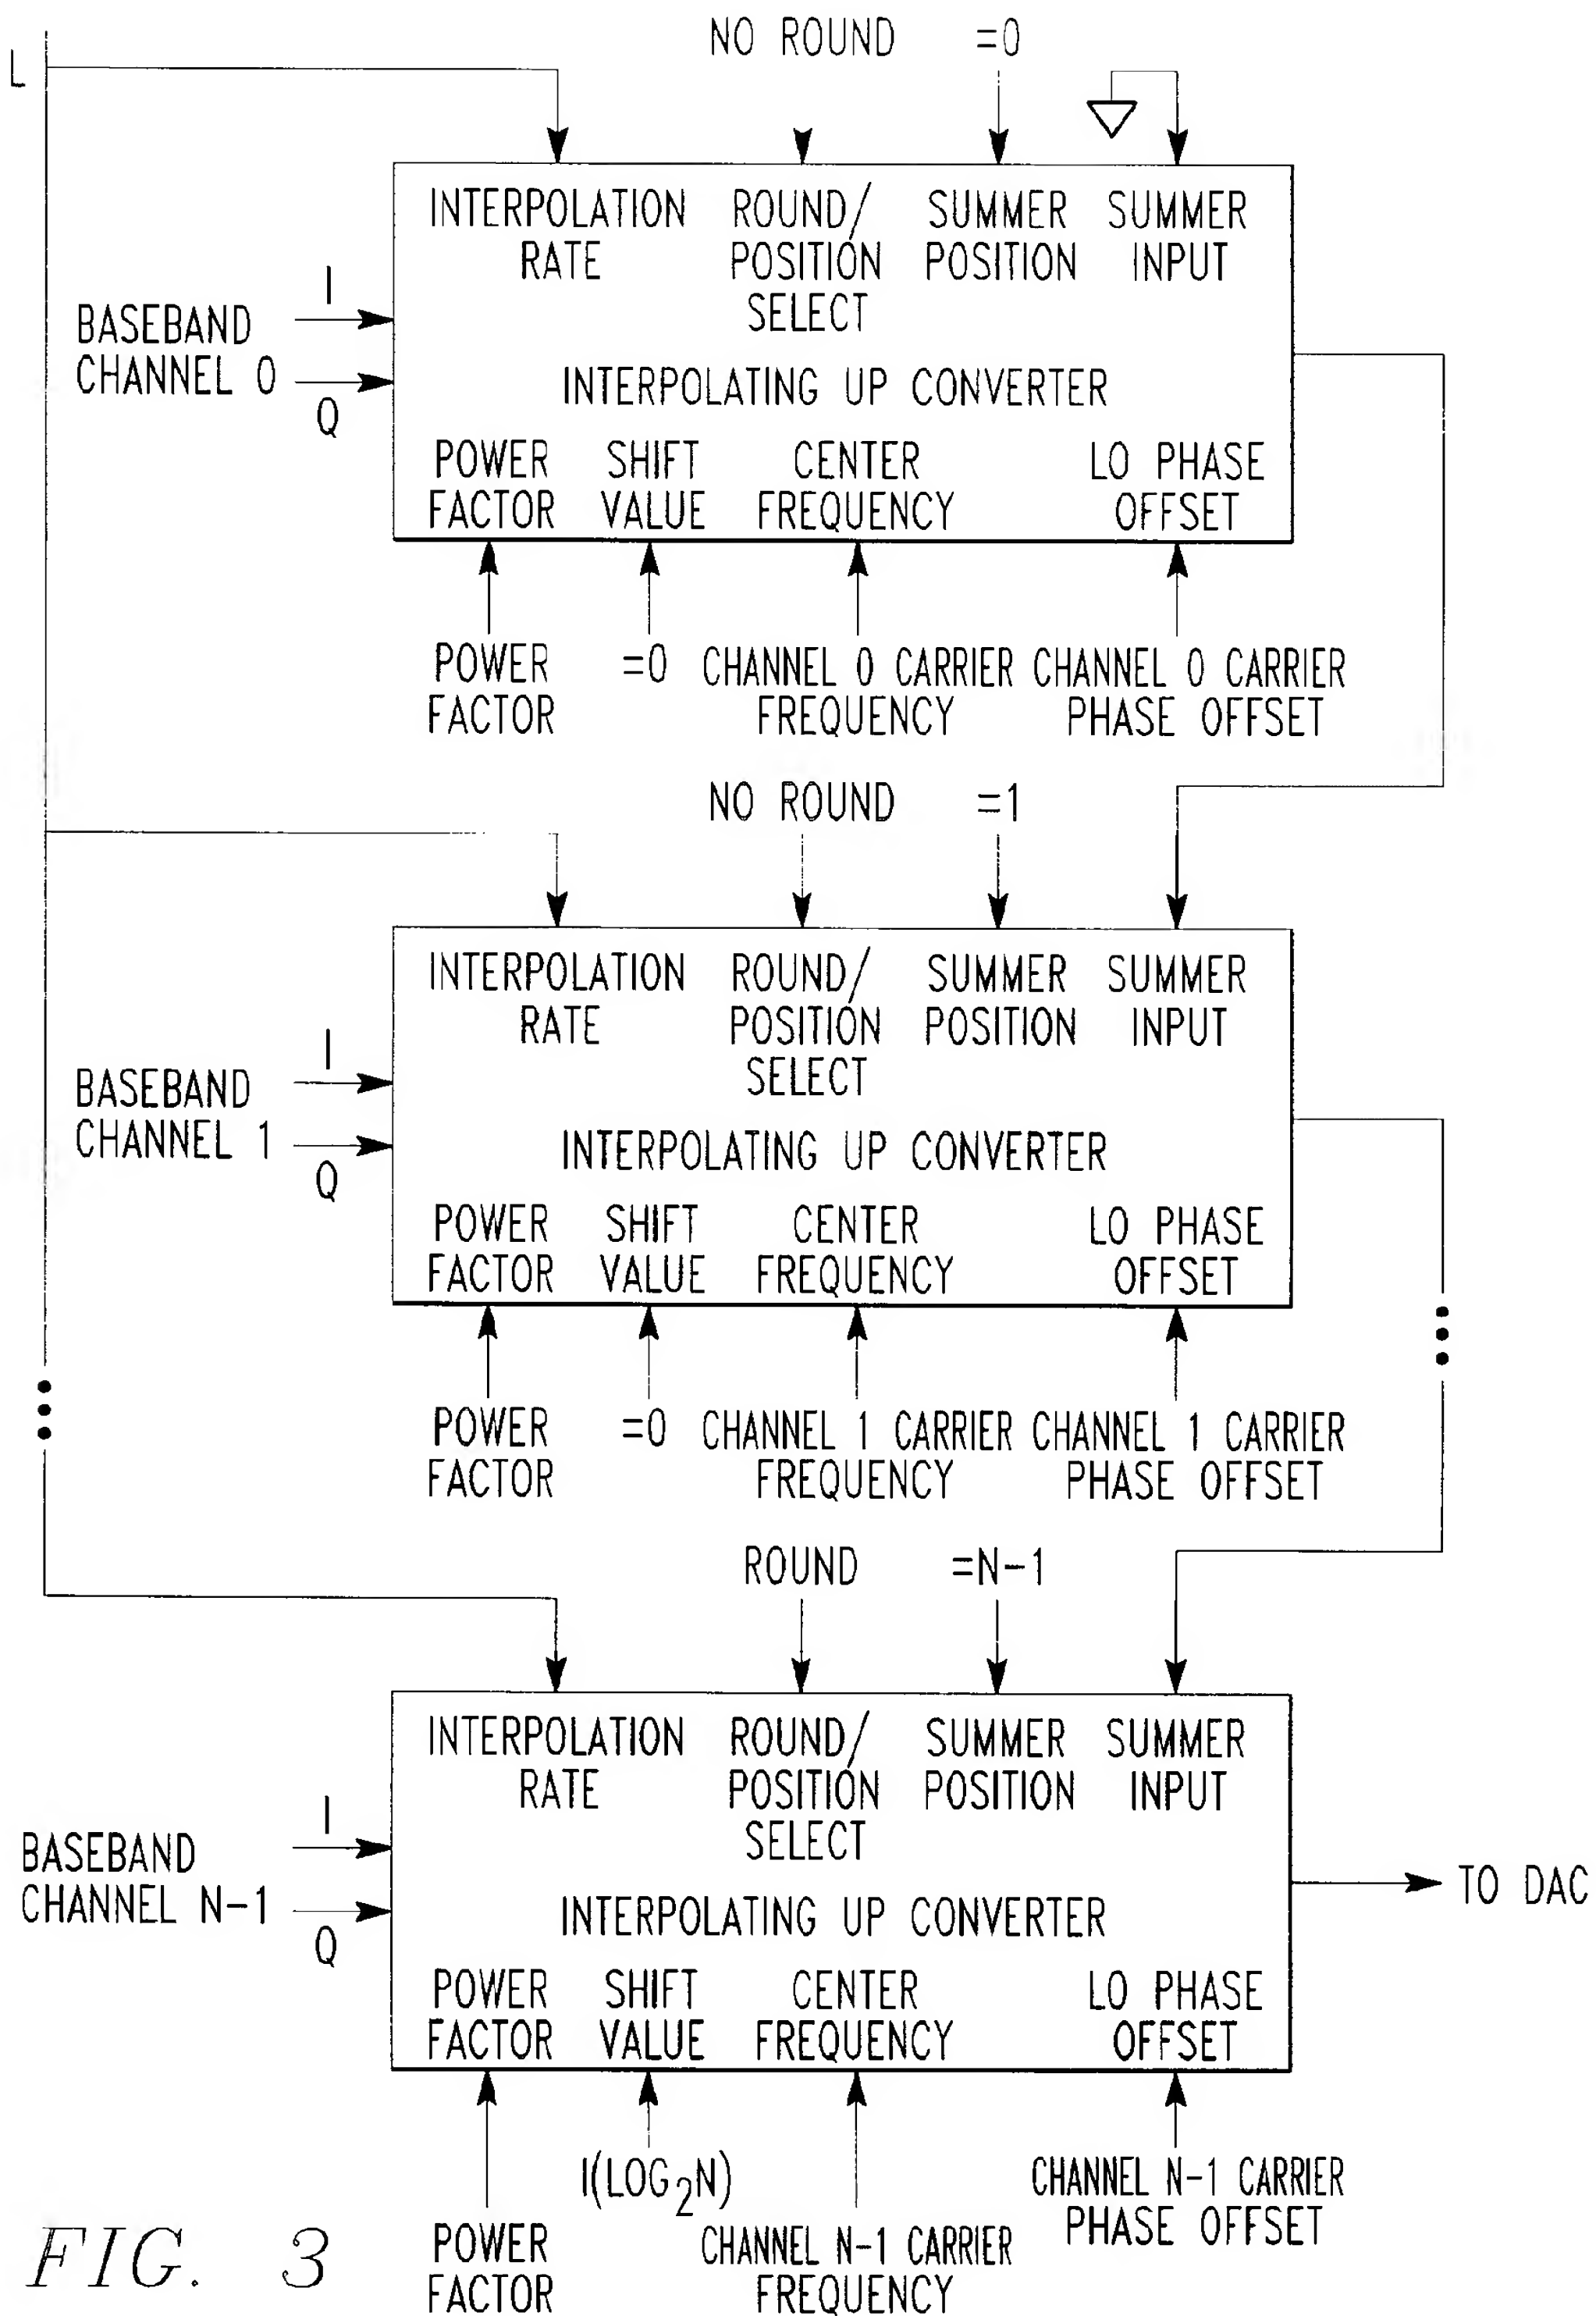 NO ROUND =0
L
INTERPOLATION ROUND/ SUMMER SUMMER
RATE POSITION POSITION INPUT
SELECT
I
BASEBAND
CHANNEL 0
Q
INTERPOLATING UP CONVERTER
POWER SHIFT CENTER LO PHASE
FACTOR VALUE FREQUENCY OFFSET
POWER =0 CHANNEL 0 CARRIER CHANNEL 0 CARRIER
FACTOR FREQUENCY PHASE OFFSET
NO ROUND =1
INTERPOLATION ROUND/ SUMMER SUMMER
RATE POSITION POSITION INPUT
SELECT
I
BASEBAND
CHANNEL 1
Q
INTERPOLATING UP CONVERTER
POWER SHIFT CENTER LO PHASE
FACTOR VALUE FREQUENCY OFFSET
POWER =0 CHANNEL 1 CARRIER CHANNEL 1 CARRIER
FACTOR FREQUENCY PHASE OFFSET
ROUND =N-1
INTERPOLATION ROUND/ SUMMER SUMMER
RATE POSITION POSITION INPUT
SELECT
I
BASEBAND
CHANNEL N-1
Q
TO DAC
INTERPOLATING UP CONVERTER
POWER SHIFT CENTER LO PHASE
FACTOR VALUE FREQUENCY OFFSET
I(LOG₂N) CHANNEL N-1 CARRIER
PHASE OFFSET
POWER CHANNEL N-1 CARRIER
FACTOR FREQUENCY
FIG. 3